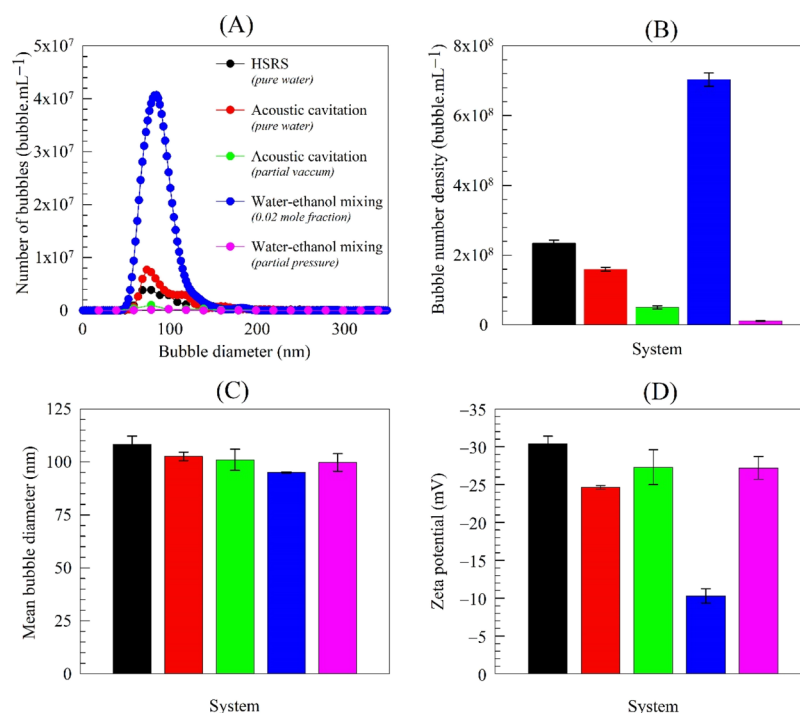 (A)
Number of bubbles (bubble.mL⁻¹)
5x10⁷
4x10⁷
3x10⁷
2x10⁷
1x10⁷
0
0
100
200
300
Bubble diameter (nm)
HSRS
(pure water)
Acoustic cavitation
(pure water)
Acoustic cavitation
(partial vaccum)
Water-ethanol mixing
(0.02 mole fraction)
Water-ethanol mixing
(partial pressure)
(B)
Bubble number density (bubble.mL⁻¹)
8x10⁸
6x10⁸
4x10⁸
2x10⁸
0
System
(C)
Mean bubble diameter (nm)
125
100
75
50
25
0
System
(D)
Zeta potential (mV)
−35
−30
−25
−20
−15
−10
−5
0
System